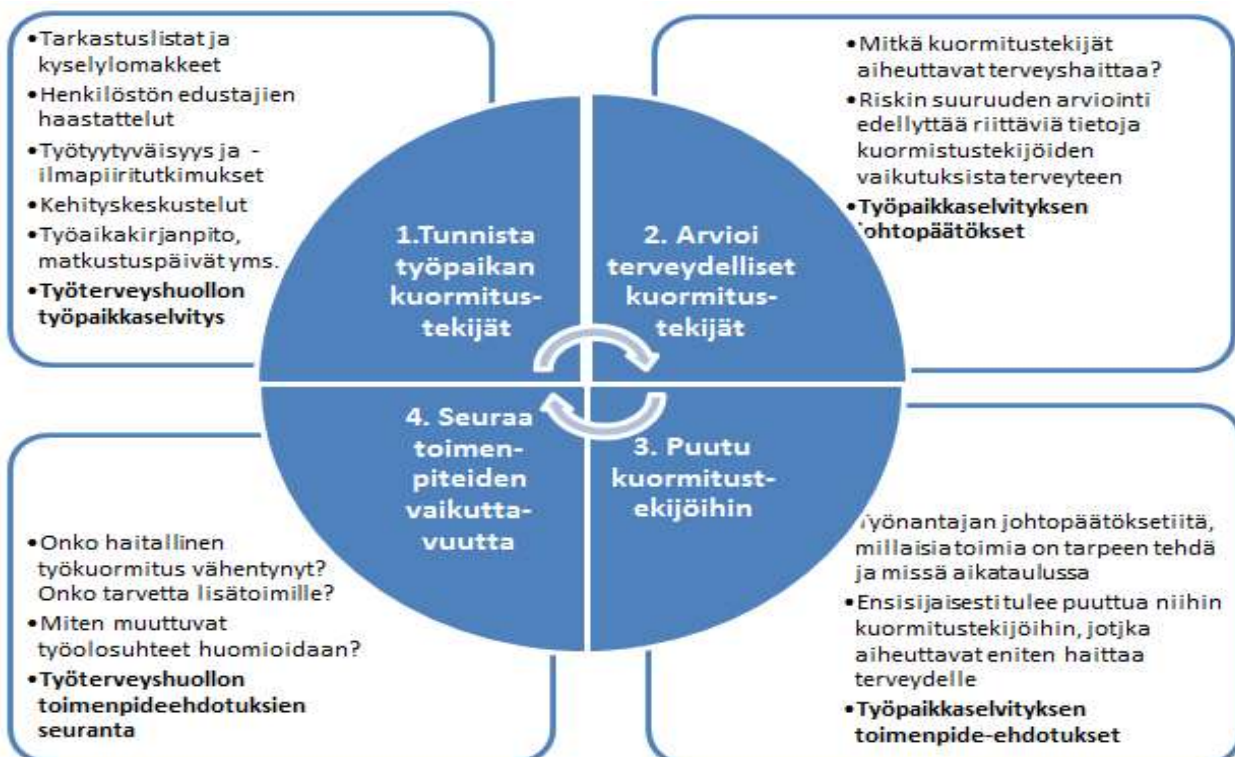 •Tarkastuslistat ja
kyselylomakkeet
•Henkilöstön edustajien
haastattelut
•Työtyytyväisyys ja -
ilmapiiritutkimukset
•Kehityskeskustelut
•Työaikakirjanpito,
matkustuspäivät yms.
•Työterveyshuollon
työpaikkaselvitys
•Mitkä kuormitustekijät
aiheuttavat terveyshaittaa?
•Riskin suuruuden arviointi
edellyttää riittäviä tietoja
kuormistustekijöiden
vaikutuksista terveyteen
•Työpaikkaselvityksen
johtopäätökset
1.Tunnista
työpaikan
kuormitus-
tekijät
2. Arvioi
terveydelliset
kuormitus-
tekijät
4. Seuraa
toimen-
piteiden
vaikutta-
vuutta
3. Puutu
kuormitust-
ekijöihin
•Onko haitallinen
työkuormitus vähentynyt?
Onko tarvetta lisätoimille?
•Miten muuttuvat
työolosuhteet huomioidaan?
•Työterveyshuollon
toimenpideehdotuksien
seuranta
Työnantajan johtopäätöksetiitä,
millaisia toimia on tarpeen tehdä
ja missä aikataulussa
•Ensisijaisesti tulee puuttua niihin
kuormitustekijöihin, jotjka
aiheuttavat eniten haittaa
terveydelle
•Työpaikkaselvityksen
toimenpide-ehdotukset